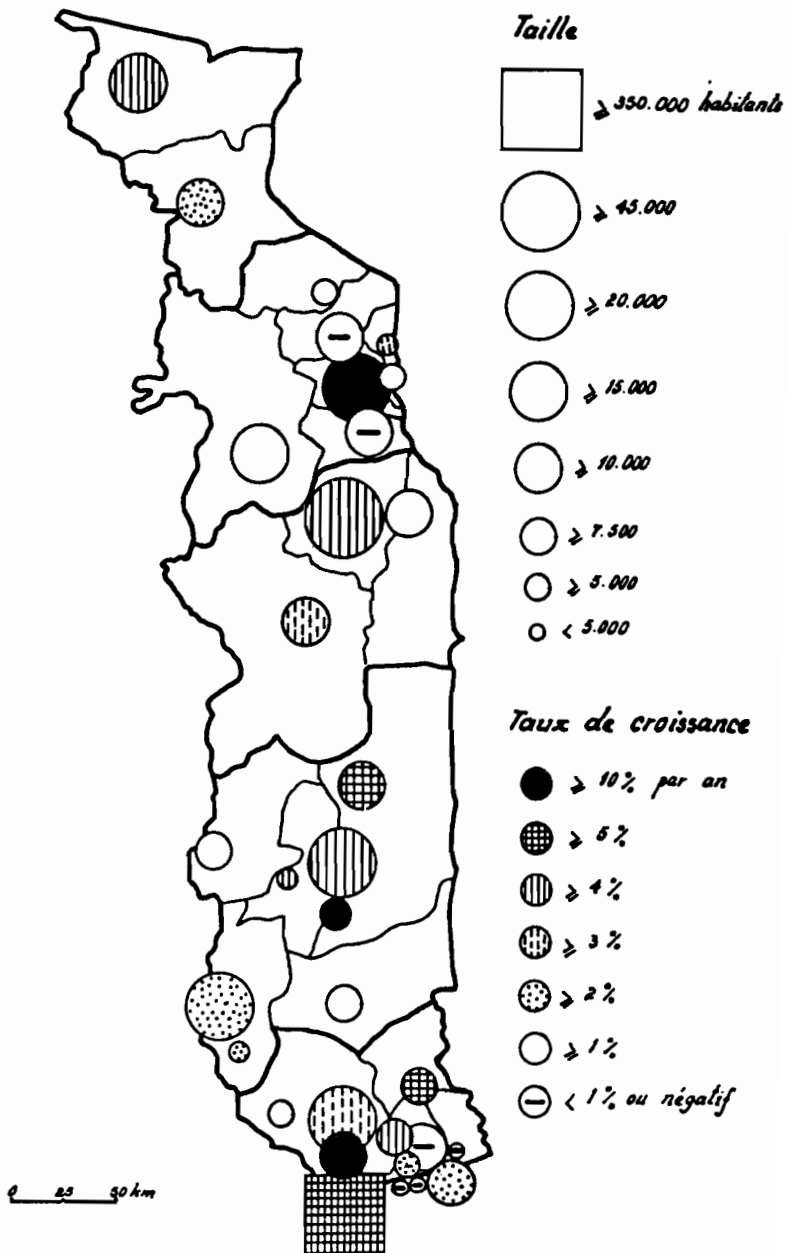 Taille
≥ 350.000 habitants
≥ 45.000
≥ 20.000
≥ 15.000
≥ 10.000
≥ 7.500
≥ 5.000
< 5.000
Taux de croissance
≥ 10% par an
≥ 5%
≥ 4%
≥ 3%
≥ 2%
≥ 1%
< 1% ou négatif
0 25 50 km